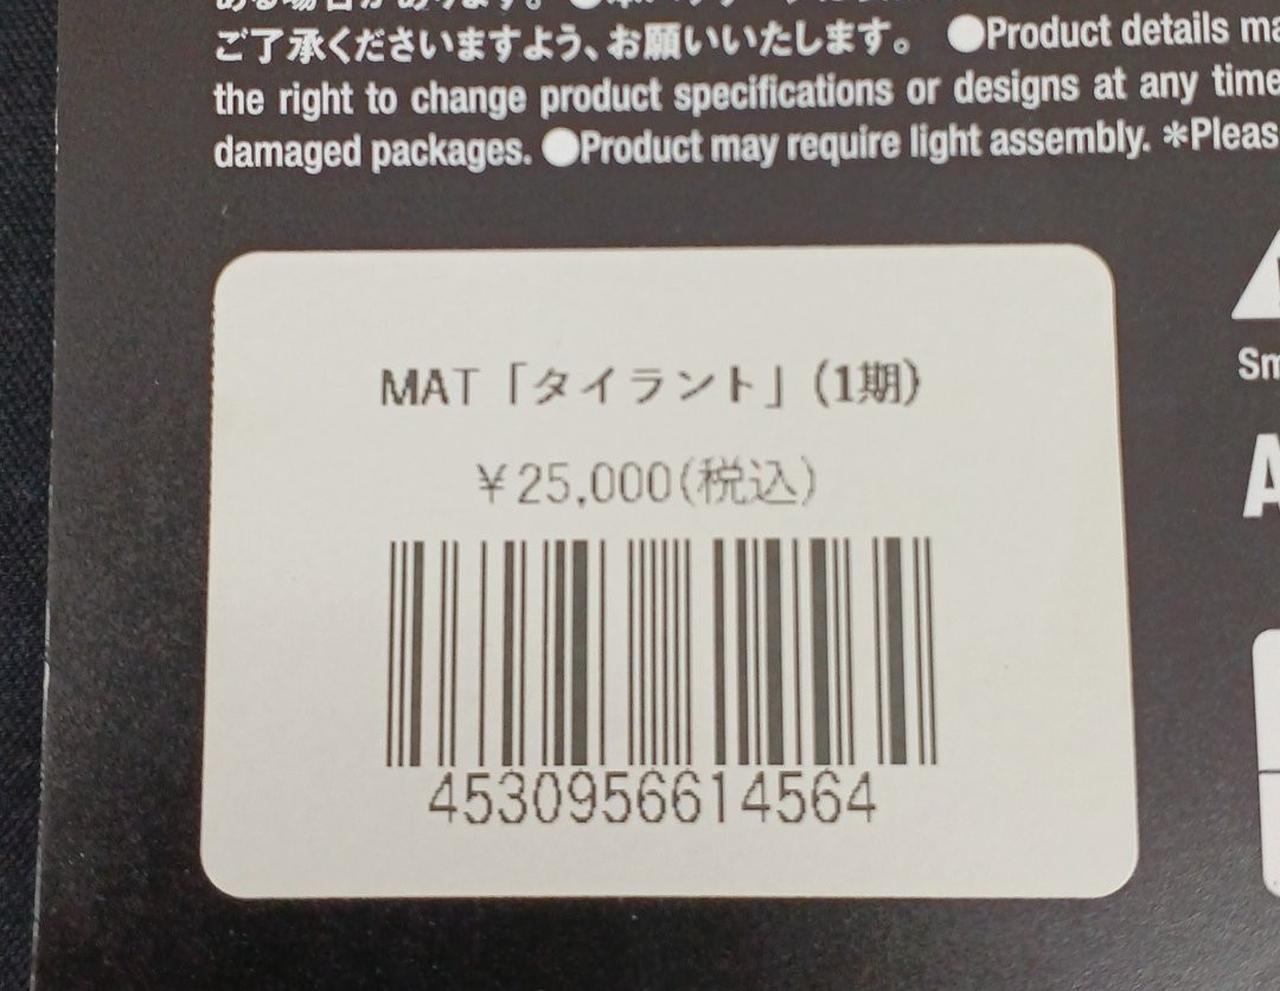 ご了承くださいますよう、お願いいたします。 ●Product details
the right to change product specifications or designs at any time
damaged packages. ●Product may require light assembly. *
MAT「タイラント」(1期)
¥25,000(税込)
4530956614564